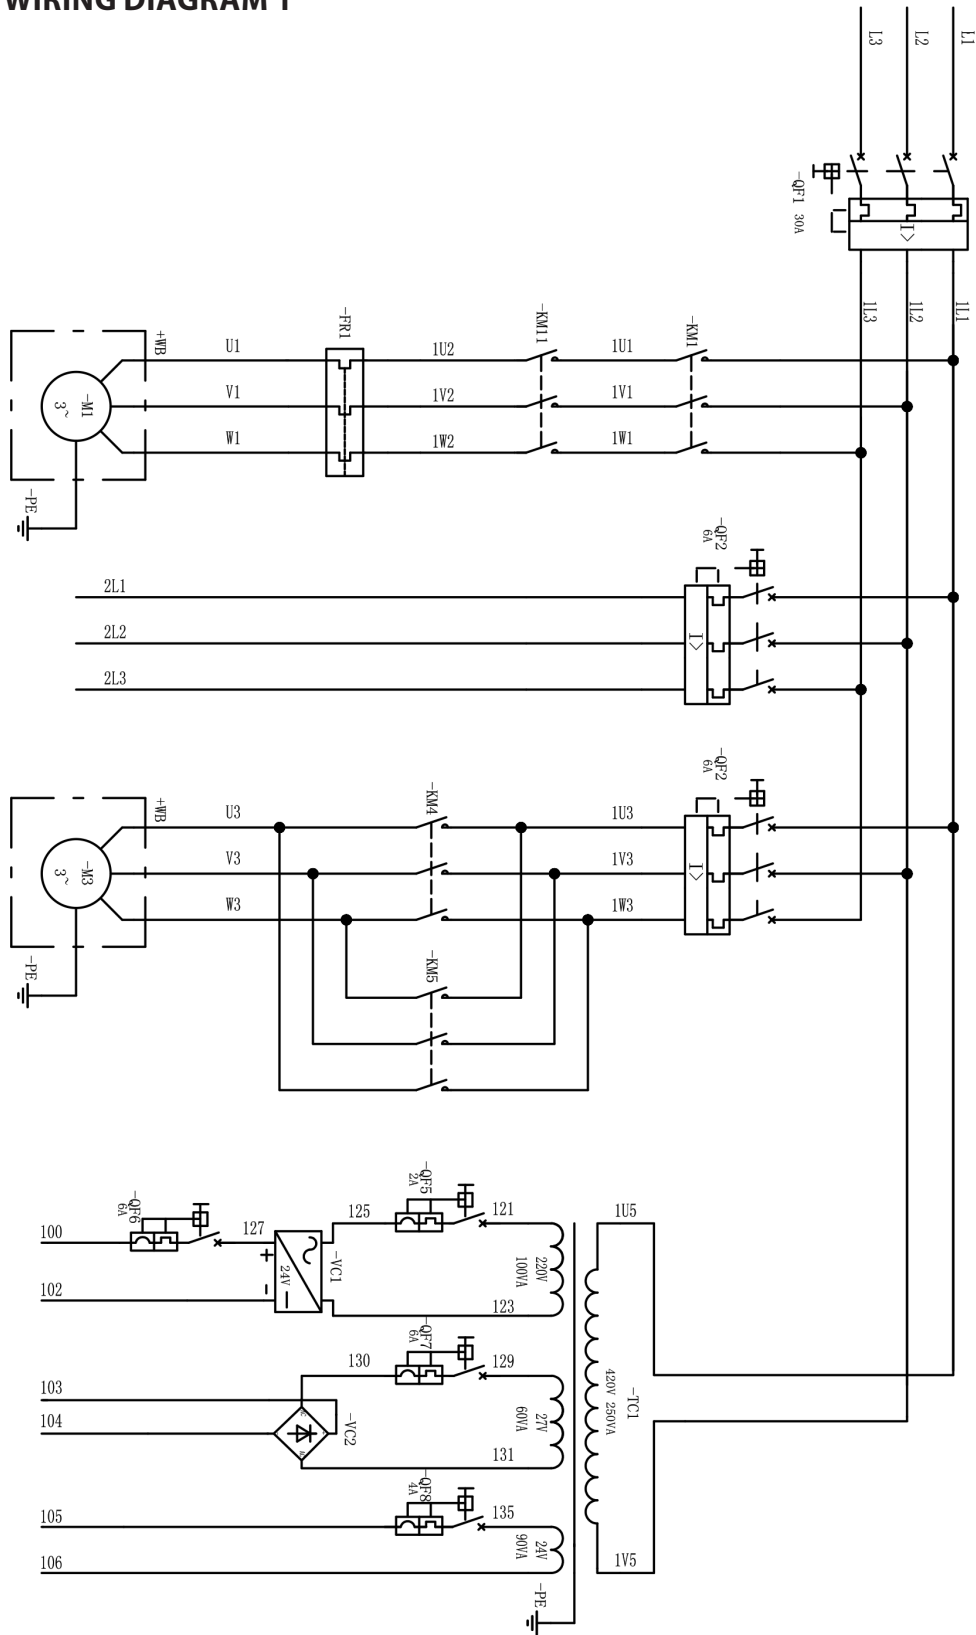 WIRING DIAGRAM 1
L3
L2
L1
-QF1 30A
I>
1L3
1L2
1L1
+WB
U1
-FR1
1U2
-KM11
1U1
-KM1
V1
1V2
1V1
-M1
3~
W1
1W2
1W1
-PE
-QF2
6A
2L1
2L2
I>
2L3
-QF2
6A
+WB
U3
-KM4
1U3
V3
1V3
I>
-M3
3~
W3
1W3
-PE
-KM5
-QF5
2A
-QF6
6A
125
121
1U5
100
127
+
-VC1
24V
220V
100VA
102
-
123
-QF7
6A
130
129
103
-TC1
420V 250VA
104
-VC2
27V
60VA
131
-QF8
4A
105
135
24V
90VA
106
1V5
-PE